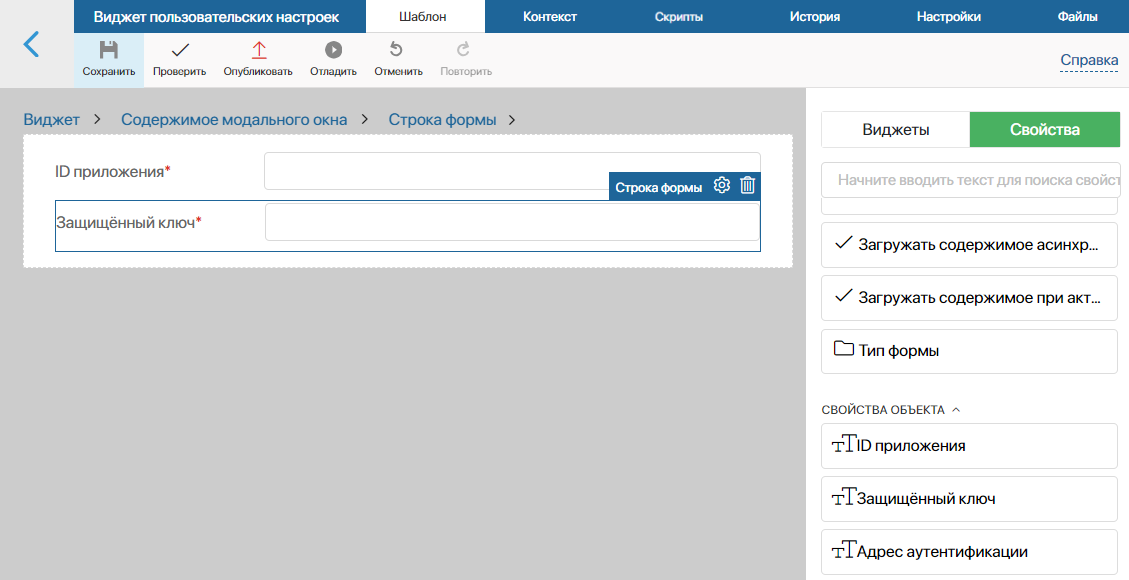 Виджет пользовательских настроек
Шаблон
Контекст
Скрипты
История
Настройки
Файлы
Сохранить
Проверить
Опубликовать
Отладить
Отменить
Повторить
Справка
Виджет > Содержимое модального окна > Строка формы >
ID приложения*
Строка формы
Защищённый ключ*
Виджеты
Свойства
Начните вводить текст для поиска свойст
Загружать содержимое асинхр...
Загружать содержимое при акт...
Тип формы
СВОЙСТВА ОБЪЕКТА
ID приложения
Защищённый ключ
Адрес аутентификации